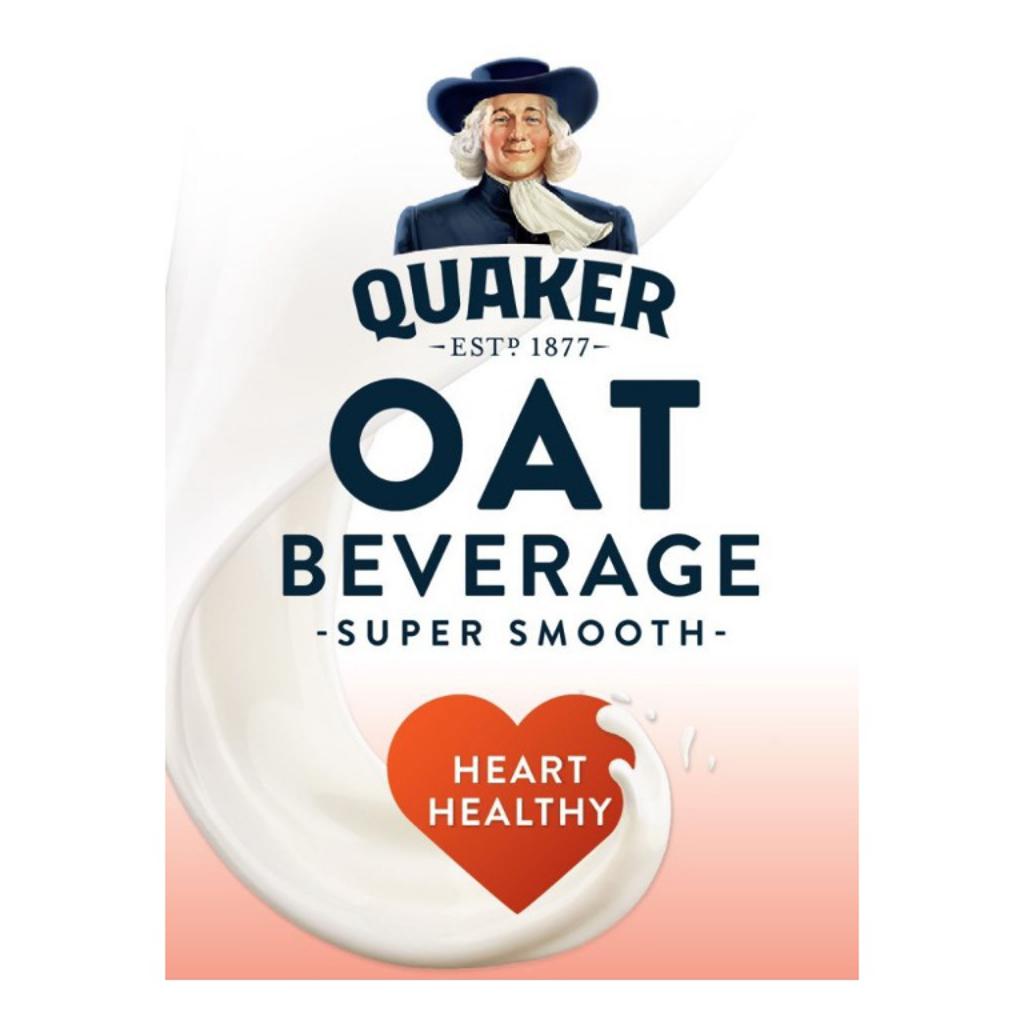 QUAKER
-ESTᴰ 1877-
OAT
BEVERAGE
-SUPER SMOOTH-
HEART
HEALTHY